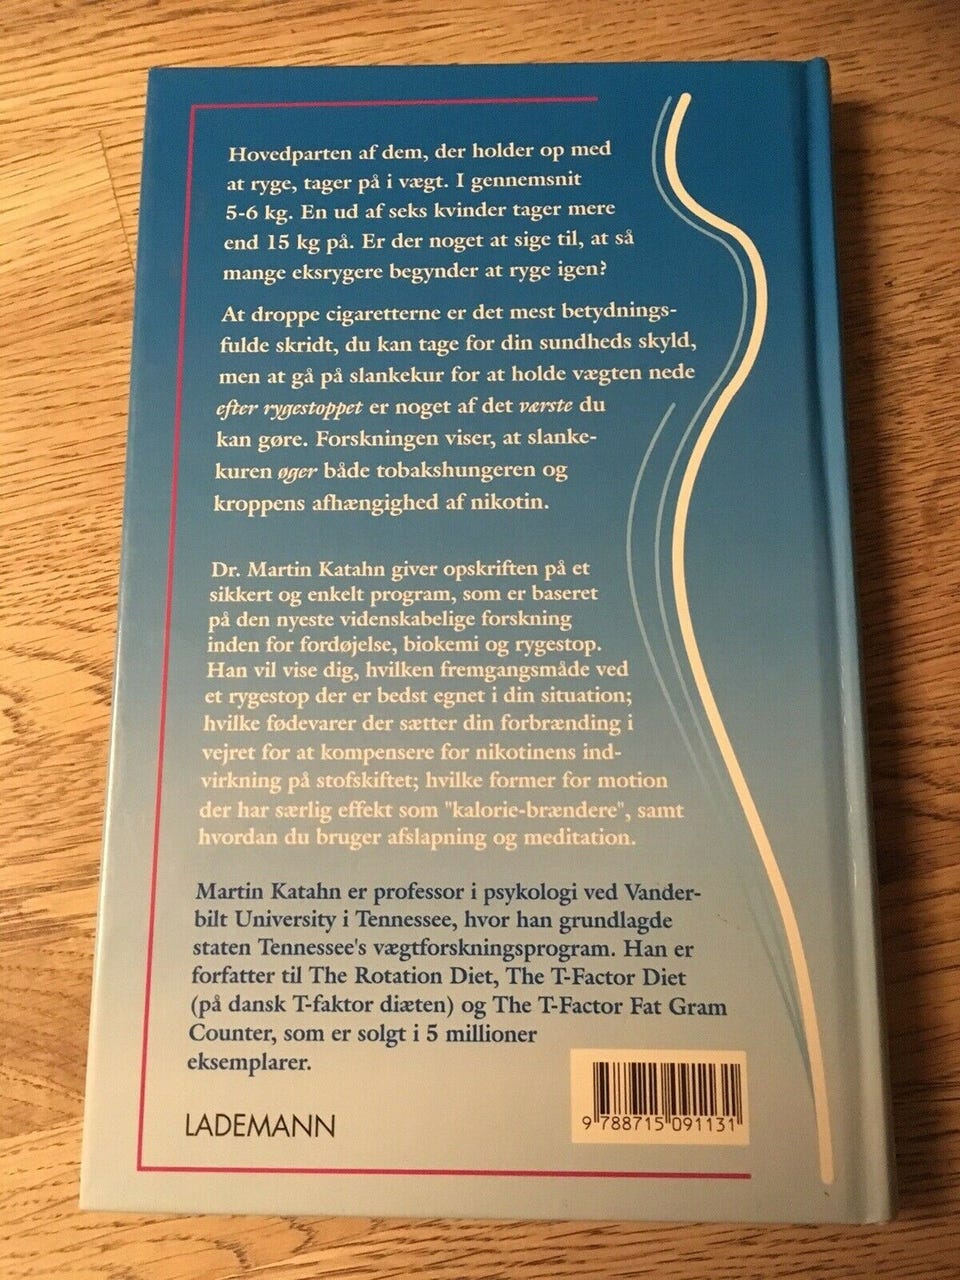 Hovedparten af dem, der holder op med
at ryge, tager på i vægt. I gennemsnit
5-6 kg. En ud af seks kvinder tager mere
end 15 kg på. Er der noget at sige til, at så
mange eksrygere begynder at ryge igen?
At droppe cigaretterne er det mest betydnings-
fulde skridt, du kan tage for din sundheds skyld,
men at gå på slankekur for at holde vægten nede
efter rygestoppet er noget af det værste du
kan gøre. Forskningen viser, at slanke-
kuren øger både tobakshungeren og
kroppens afhængighed af nikotin.
Dr. Martin Katahn giver opskriften på et
sikkert og enkelt program, som er baseret
på den nyeste videnskabelige forskning
inden for fordøjelse, biokemi og rygestop.
Han vil vise dig, hvilken fremgangsmåde ved
et rygestop der er bedst egnet i din situation;
hvilke fødevarer der sætter din forbrænding i
vejret for at kompensere for nikotinens ind-
virkning på stofskiftet; hvilke former for motion
der har særlig effekt som "kalorie-brændere", samt
hvordan du bruger afslapning og meditation.
Martin Katahn er professor i psykologi ved Vander-
bilt University i Tennessee, hvor han grundlagde
staten Tennessee's vægtforskningsprogram. Han er
forfatter til The Rotation Diet, The T-Factor Diet
(på dansk T-faktor diæten) og The T-Factor Fat Gram
Counter, som er solgt i 5 millioner
eksemplarer.
LADEMANN
9 788715 091131